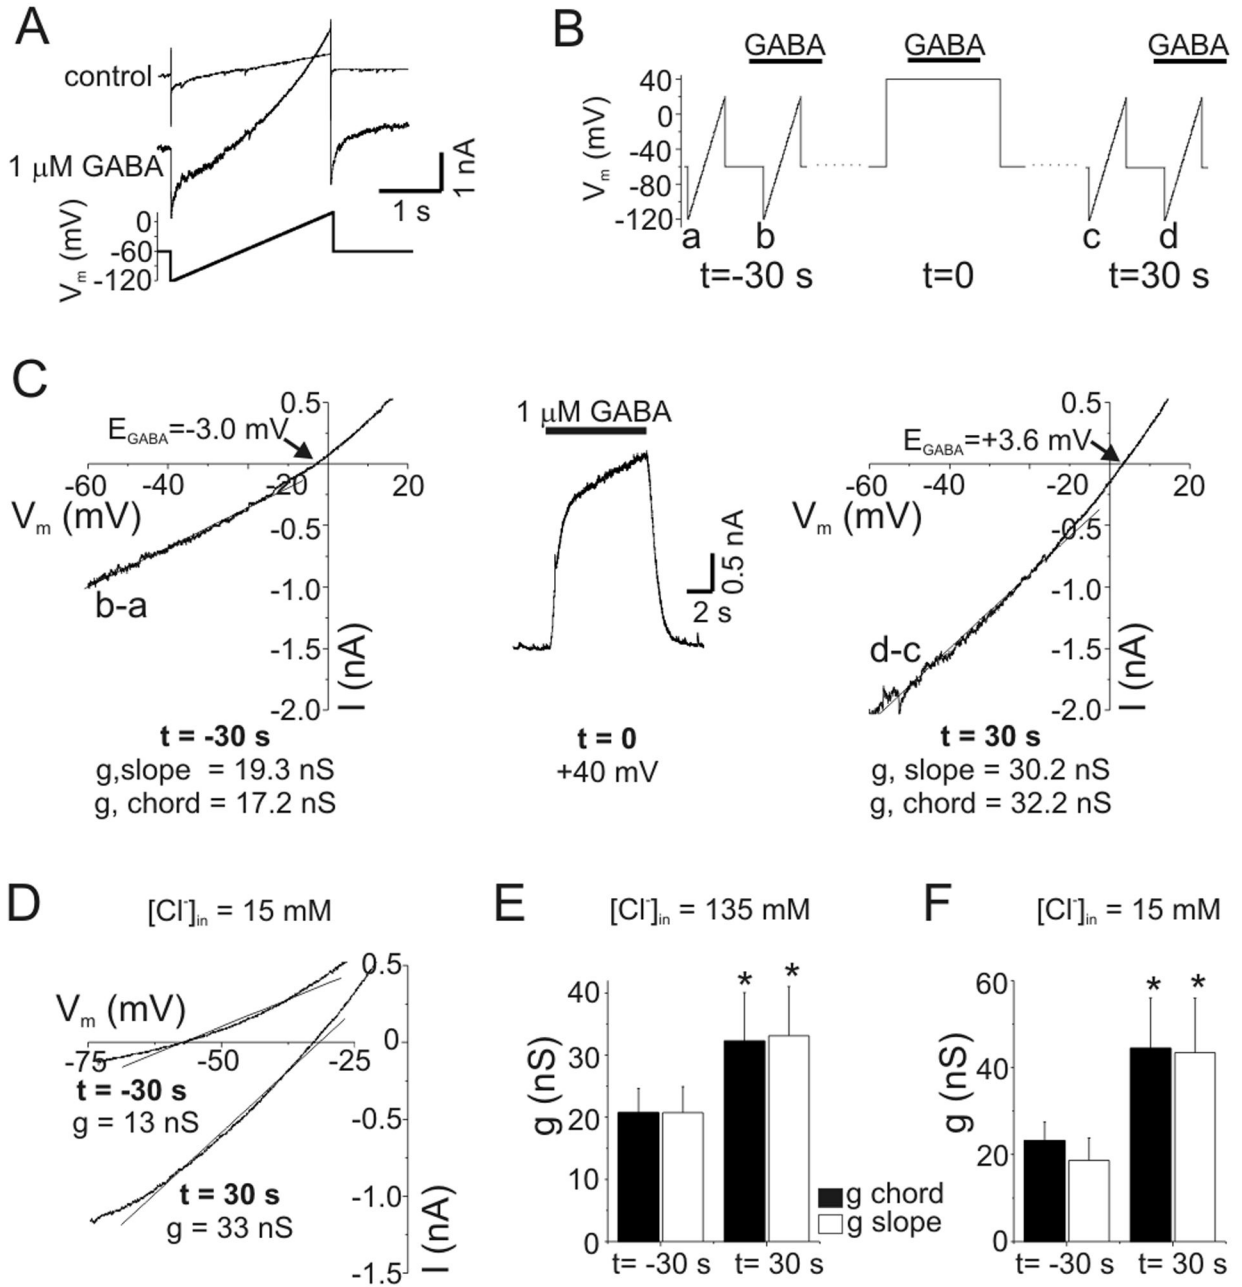 A
control
1 μM GABA
1 nA
1 s
0
-60
-120
Vm (mV)
B
GABA GABA GABA
40
0
-40
-80
-120
Vm (mV)
a b c d
t=-30 s t=0 t=30 s
C
EGABA=-3.0 mV
0.5
-60 -40 -20 20
Vm (mV)
-0.5
-1.0
-1.5
-2.0
I (nA)
b-a
t = -30 s
g,slope = 19.3 nS
g, chord = 17.2 nS
1 μM GABA
0.5 nA
2 s
t = 0
+40 mV
EGABA=+3.6 mV
0.5
-60 -40 -20 20
Vm (mV)
-0.5
-1.0
-1.5
-2.0
I (nA)
d-c
t = 30 s
g, slope = 30.2 nS
g, chord = 32.2 nS
D
[Cl-]in = 15 mM
0.5
Vm (mV)
0
-75 -50 -25
t = -30 s
g = 13 nS
-0.5
t = 30 s
g = 33 nS
-1.0
-1.5
I (nA)
E
[Cl-]in = 135 mM
* *
40
30
20
10
0
g (nS)
t= -30 s t= 30 s
g chord
g slope
F
[Cl-]in = 15 mM
* *
60
40
20
0
g (nS)
t= -30 s t= 30 s